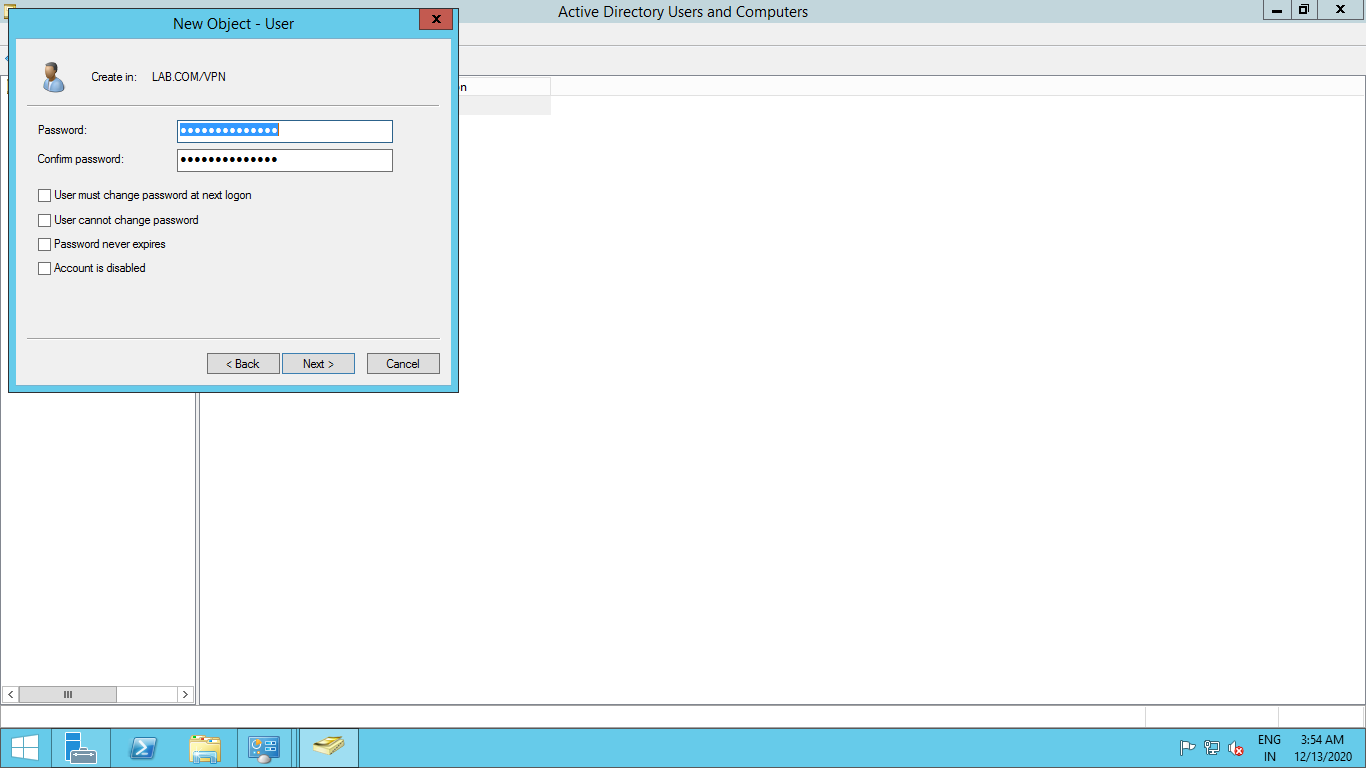 New Object - User
x
Active Directory Users and Computers
Create in: LAB.COM/VPN
Password: ••••••••••••••
Confirm password: ••••••••••••••
User must change password at next logon
User cannot change password
Password never expires
Account is disabled
< Back
Next >
Cancel
ENG
IN
3:54 AM
12/13/2020